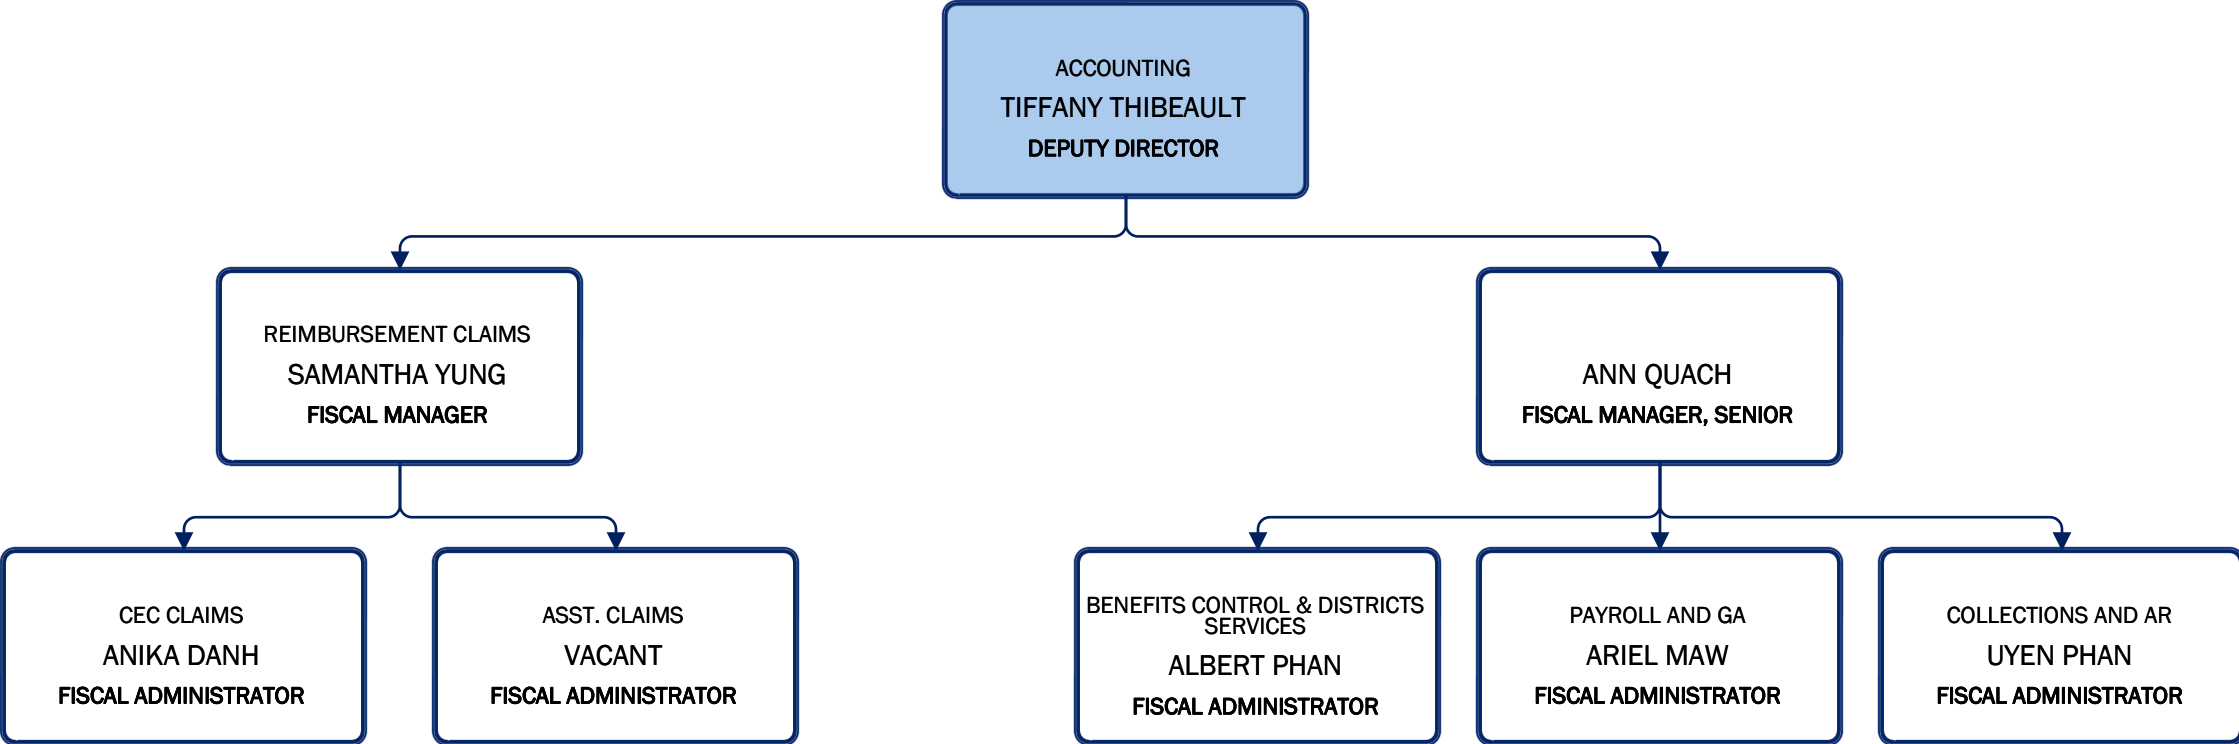 ACCOUNTING
TIFFANY THIBEAULT
DEPUTY DIRECTOR
REIMBURSEMENT CLAIMS
SAMANTHA YUNG
FISCAL MANAGER
ANN QUACH
FISCAL MANAGER, SENIOR
CEC CLAIMS
ANIKA DANH
FISCAL ADMINISTRATOR
ASST. CLAIMS
VACANT
FISCAL ADMINISTRATOR
BENEFITS CONTROL & DISTRICTS
SERVICES
ALBERT PHAN
FISCAL ADMINISTRATOR
PAYROLL AND GA
ARIEL MAW
FISCAL ADMINISTRATOR
COLLECTIONS AND AR
UYEN PHAN
FISCAL ADMINISTRATOR